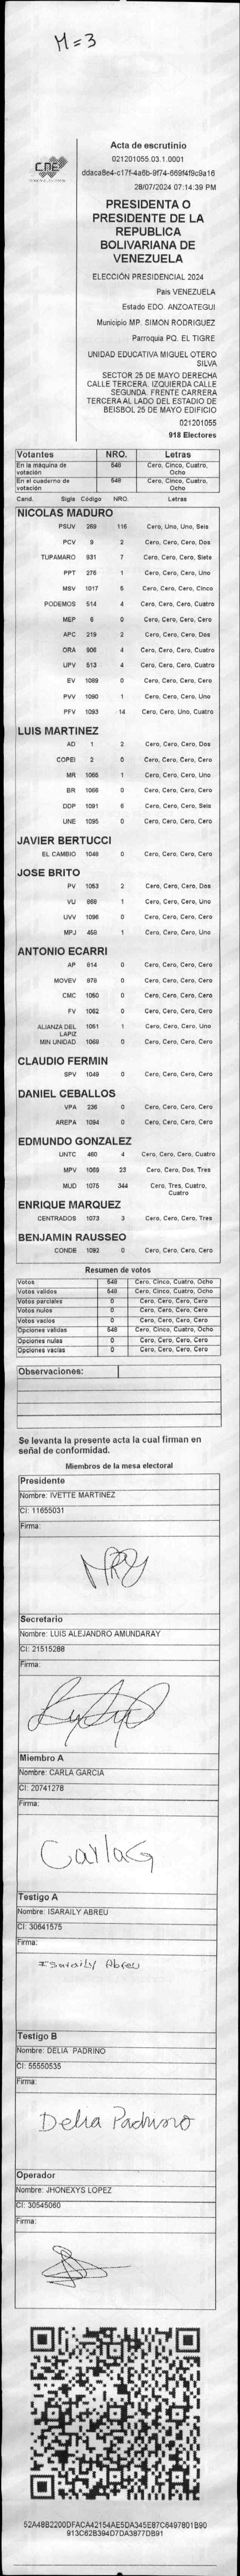 M=3
CNE
Acta de escrutinio
021201055.03.1.0001
ddaca8e4-c17f-4a6b-9f74-669f4f9c9a16
28/07/2024 07:14:39 PM
PRESIDENTA O
PRESIDENTE DE LA
REPUBLICA
BOLIVARIANA DE
VENEZUELA
ELECCIÓN PRESIDENCIAL 2024
Pais VENEZUELA
Estado EDO. ANZOATEGUI
Municipio MP. SIMON RODRIGUEZ
Parroquia PQ. EL TIGRE
UNIDAD EDUCATIVA MIGUEL OTERO
SILVA
SECTOR 25 DE MAYO DERECHA
CALLE TERCERA. IZQUIERDA CALLE
SEGUNDA. FRENTE CARRERA
TERCERA AL LADO DEL ESTADIO DE
BEISBOL 25 DE MAYO EDIFICIO
021201055
918 Electores
Votantes NRO. Letras
En la máquina de votación 548 Cero, Cinco, Cuatro, Ocho
En el cuaderno de votación 548 Cero, Cinco, Cuatro, Ocho
Cand. Sigla Código NRO. Letras
NICOLAS MADURO
PSUV 269 116 Cero, Uno, Uno, Seis
PCV 9 2 Cero, Cero, Cero, Dos
TUPAMARO 931 7 Cero, Cero, Cero, Siete
PPT 276 1 Cero, Cero, Cero, Uno
MSV 1017 5 Cero, Cero, Cero, Cinco
PODEMOS 514 4 Cero, Cero, Cero, Cuatro
MEP 6 0 Cero, Cero, Cero, Cero
APC 219 2 Cero, Cero, Cero, Dos
ORA 906 4 Cero, Cero, Cero, Cuatro
UPV 513 4 Cero, Cero, Cero, Cuatro
EV 1089 0 Cero, Cero, Cero, Cero
PVV 1090 1 Cero, Cero, Cero, Uno
PFV 1093 14 Cero, Cero, Uno, Cuatro
LUIS MARTINEZ
AD 1 2 Cero, Cero, Cero, Dos
COPEI 2 0 Cero, Cero, Cero, Cero
MR 1065 1 Cero, Cero, Cero, Uno
BR 1066 0 Cero, Cero, Cero, Cero
DDP 1091 6 Cero, Cero, Cero, Seis
UNE 1095 0 Cero, Cero, Cero, Cero
JAVIER BERTUCCI
EL CAMBIO 1048 0 Cero, Cero, Cero, Cero
JOSE BRITO
PV 1053 2 Cero, Cero, Cero, Dos
VU 868 1 Cero, Cero, Cero, Uno
UVV 1096 0 Cero, Cero, Cero, Cero
MPJ 458 1 Cero, Cero, Cero, Uno
ANTONIO ECARRI
AP 814 0 Cero, Cero, Cero, Cero
MOVEV 878 0 Cero, Cero, Cero, Cero
CMC 1050 0 Cero, Cero, Cero, Cero
FV 1062 0 Cero, Cero, Cero, Cero
ALIANZA DEL LAPIZ 1051 1 Cero, Cero, Cero, Uno
MIN UNIDAD 1069 0 Cero, Cero, Cero, Cero
CLAUDIO FERMIN
SPV 1049 0 Cero, Cero, Cero, Cero
DANIEL CEBALLOS
VPA 236 0 Cero, Cero, Cero, Cero
AREPA 1094 0 Cero, Cero, Cero, Cero
EDMUNDO GONZALEZ
UNTC 460 4 Cero, Cero, Cero, Cuatro
MPV 1069 23 Cero, Cero, Dos, Tres
MUD 1075 344 Cero, Tres, Cuatro, Cuatro
ENRIQUE MARQUEZ
CENTRADOS 1073 3 Cero, Cero, Cero, Tres
BENJAMIN RAUSSEO
CONDE 1092 0 Cero, Cero, Cero, Cero
Resumen de votos
Votos 548 Cero, Cinco, Cuatro, Ocho
Votos validos 548 Cero, Cinco, Cuatro, Ocho
Votos parciales 0 Cero, Cero, Cero, Cero
Votos nulos 0 Cero, Cero, Cero, Cero
Votos vacios 0 Cero, Cero, Cero, Cero
Opciones validas 548 Cero, Cinco, Cuatro, Ocho
Opciones nulas 0 Cero, Cero, Cero, Cero
Opciones vacias 0 Cero, Cero, Cero, Cero
Observaciones:
Se levanta la presente acta la cual firman en
señal de conformidad.
Miembros de la mesa electoral
Presidente
Nombre: IVETTE MARTINEZ
CI: 11655031
Firma:
Secretario
Nombre: LUIS ALEJANDRO AMUNDARAY
CI: 21515288
Firma:
Miembro A
Nombre: CARLA GARCIA
CI: 20741278
Firma:
CarlaG
Testigo A
Nombre: ISARAILY ABREU
CI: 30641575
Firma:
Isaraily Abreu
Testigo B
Nombre: DELIA PADRINO
CI: 55550535
Firma:
Delia Padrino
Operador
Nombre: JHONEXYS LOPEZ
CI: 30545060
Firma:
52A48B2200DFACA42154AE5DA345E87C6497801B90
913C62B394D7DA3877DB91